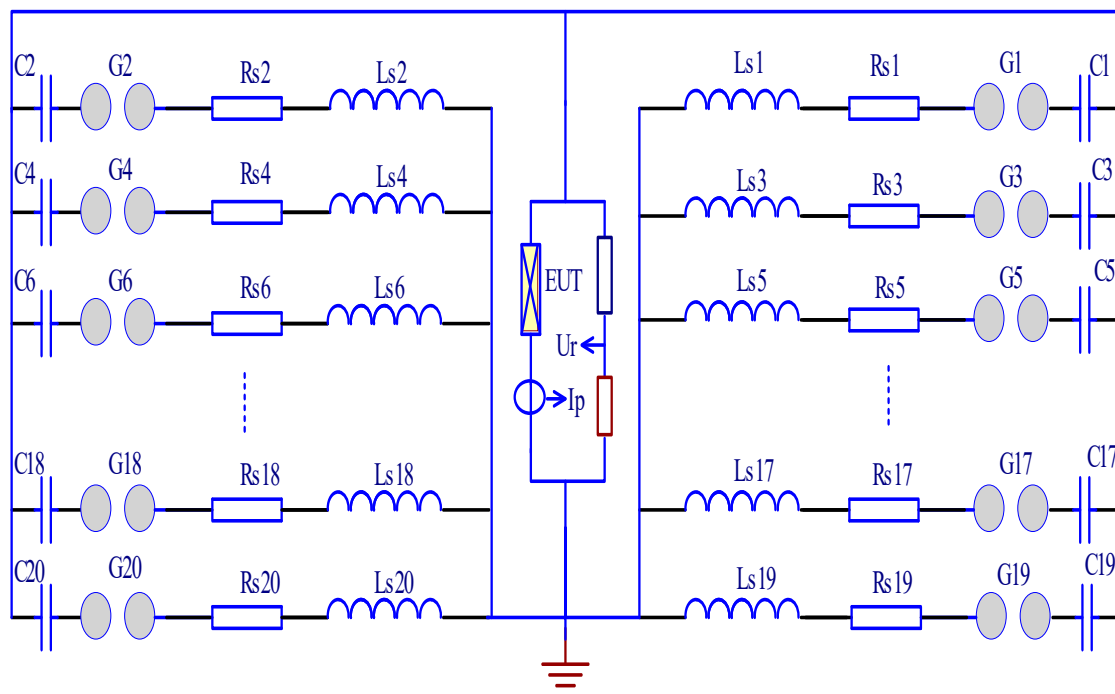 C2 G2 Rs2 Ls2 Ls1 Rs1 G1 C1
C4 G4 Rs4 Ls4 Ls3 Rs3 G3 C3
C6 G6 Rs6 Ls6 EUT Ls5 Rs5 G5 C5
Ur
Ip
C18 G18 Rs18 Ls18 Ls17 Rs17 G17 C17
C20 G20 Rs20 Ls20 Ls19 Rs19 G19 C19